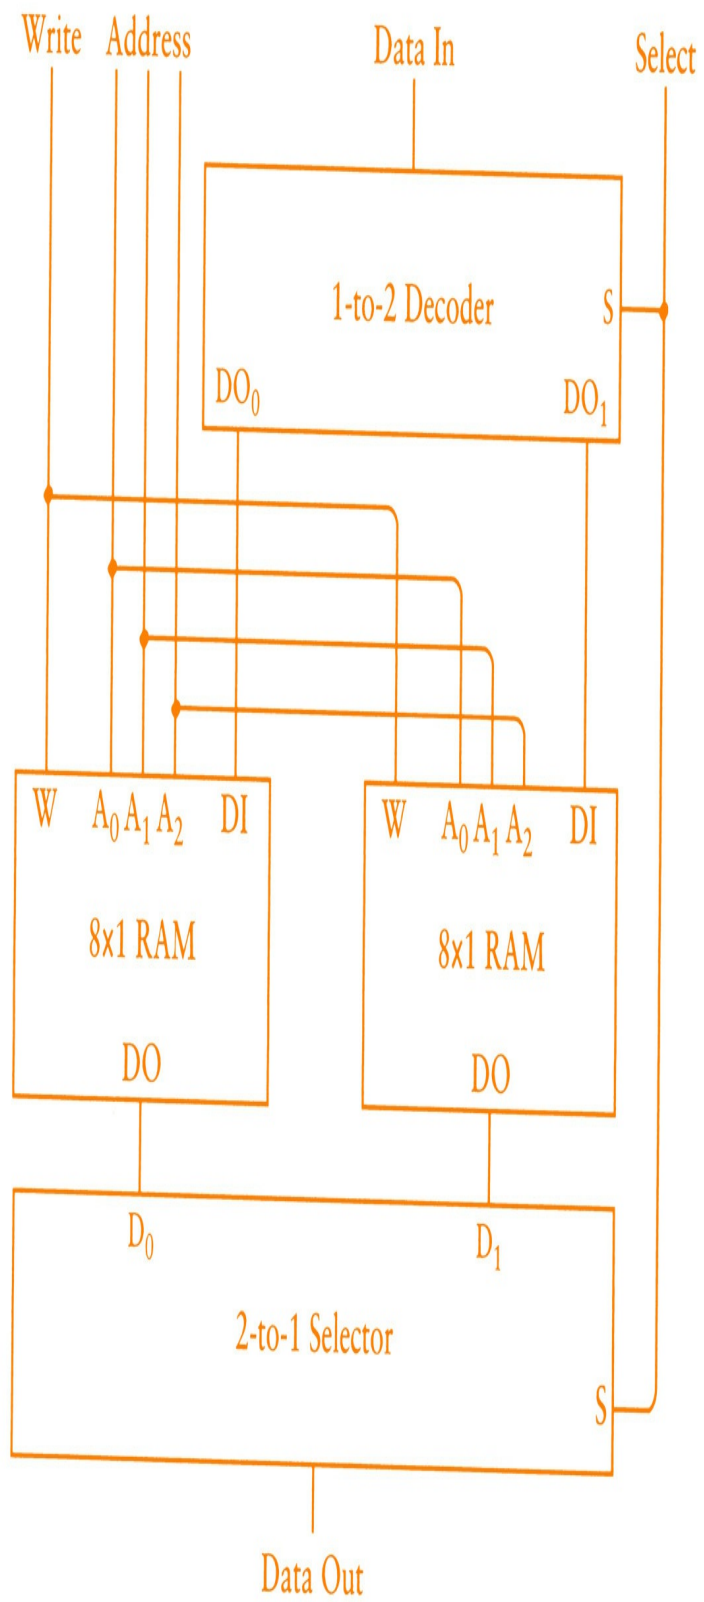 Write Address Data In Select
1-to-2 Decoder S
DO₀ DO₁
W A₀ A₁ A₂ DI
8x1 RAM
DO
W A₀ A₁ A₂ DI
8x1 RAM
DO
D₀ D₁
2-to-1 Selector
S
Data Out